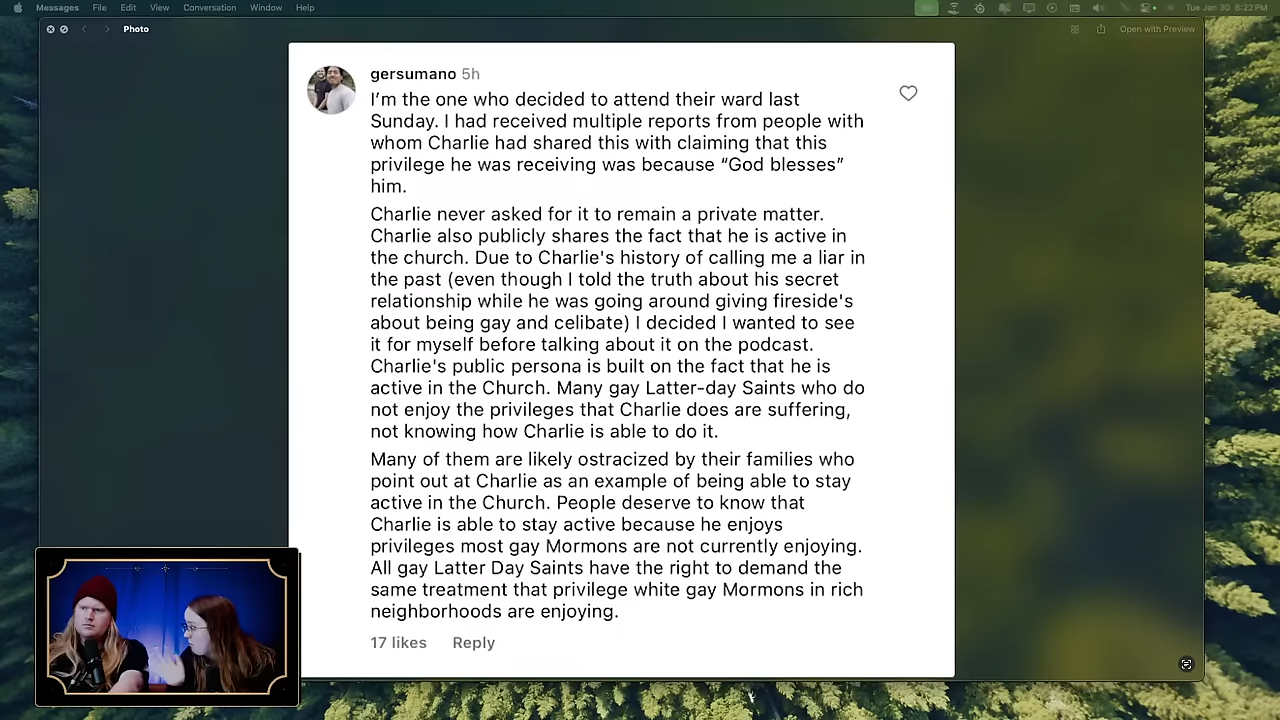 Messages File Edit View Conversation Window Help Tue Jan 30 8:22 PM
Photo Open with Preview
gersumano 5h
I’m the one who decided to attend their ward last
Sunday. I had received multiple reports from people with
whom Charlie had shared this with claiming that this
privilege he was receiving was because “God blesses”
him.
Charlie never asked for it to remain a private matter.
Charlie also publicly shares the fact that he is active in
the church. Due to Charlie's history of calling me a liar in
the past (even though I told the truth about his secret
relationship while he was going around giving fireside's
about being gay and celibate) I decided I wanted to see
it for myself before talking about it on the podcast.
Charlie's public persona is built on the fact that he is
active in the Church. Many gay Latter-day Saints who do
not enjoy the privileges that Charlie does are suffering,
not knowing how Charlie is able to do it.
Many of them are likely ostracized by their families who
point out at Charlie as an example of being able to stay
active in the Church. People deserve to know that
Charlie is able to stay active because he enjoys
privileges most gay Mormons are not currently enjoying.
All gay Latter Day Saints have the right to demand the
same treatment that privilege white gay Mormons in rich
neighborhoods are enjoying.
17 likes Reply